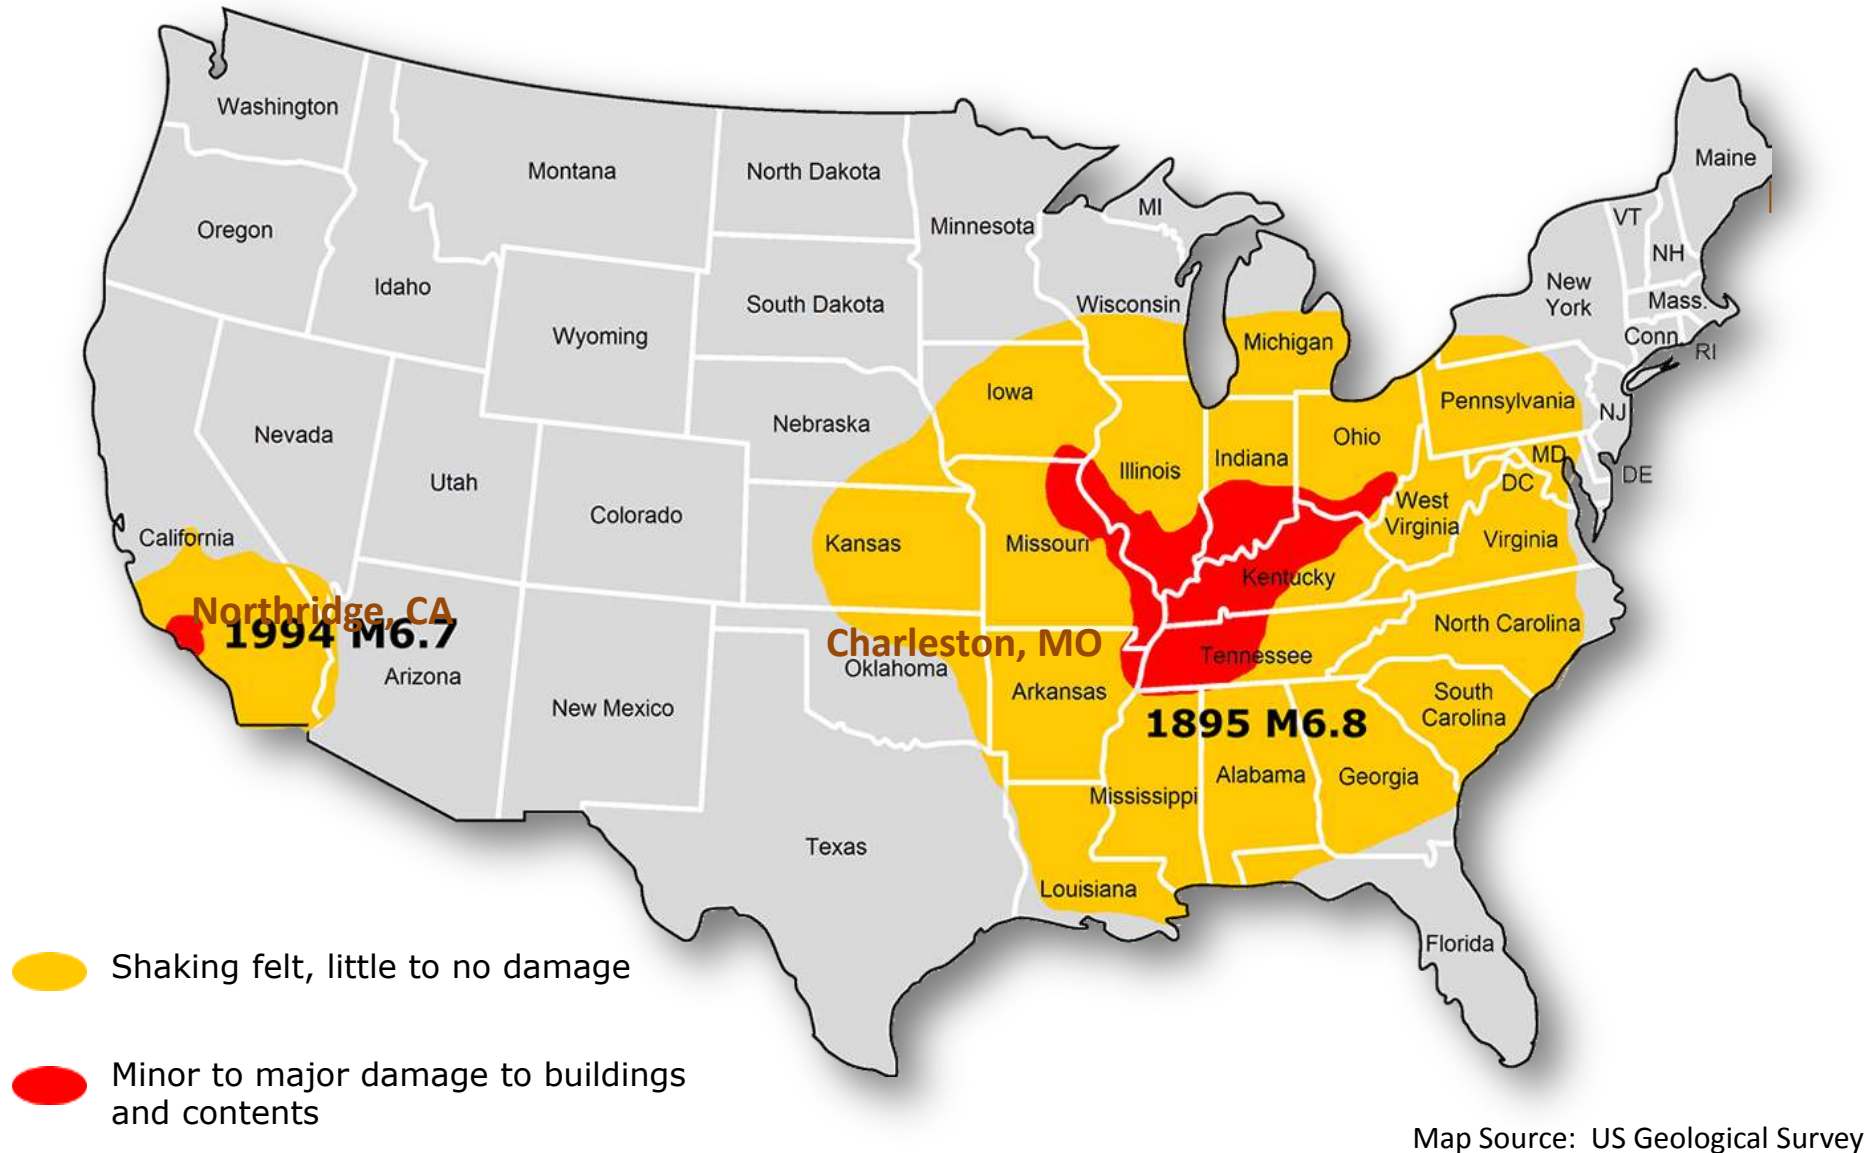 Washington
Montana
North Dakota
Minnesota
MI
Maine
VT
NH
Oregon
Idaho
South Dakota
Wisconsin
New
York
Mass.
Conn.
RI
Wyoming
Michigan
Iowa
Nebraska
Pennsylvania
NJ
Nevada
Ohio
Illinois
Indiana
MD
DE
DC
Utah
Colorado
West
Virginia
Virginia
California
Kansas
Missouri
Kentucky
Northridge, CA
1994 M6.7
Charleston, MO
North Carolina
Tennessee
Oklahoma
Arizona
Arkansas
South
Carolina
New Mexico
1895 M6.8
Mississippi
Alabama
Georgia
Texas
Louisiana
Florida
Shaking felt, little to no damage
Minor to major damage to buildings
and contents
Map Source: US Geological Survey